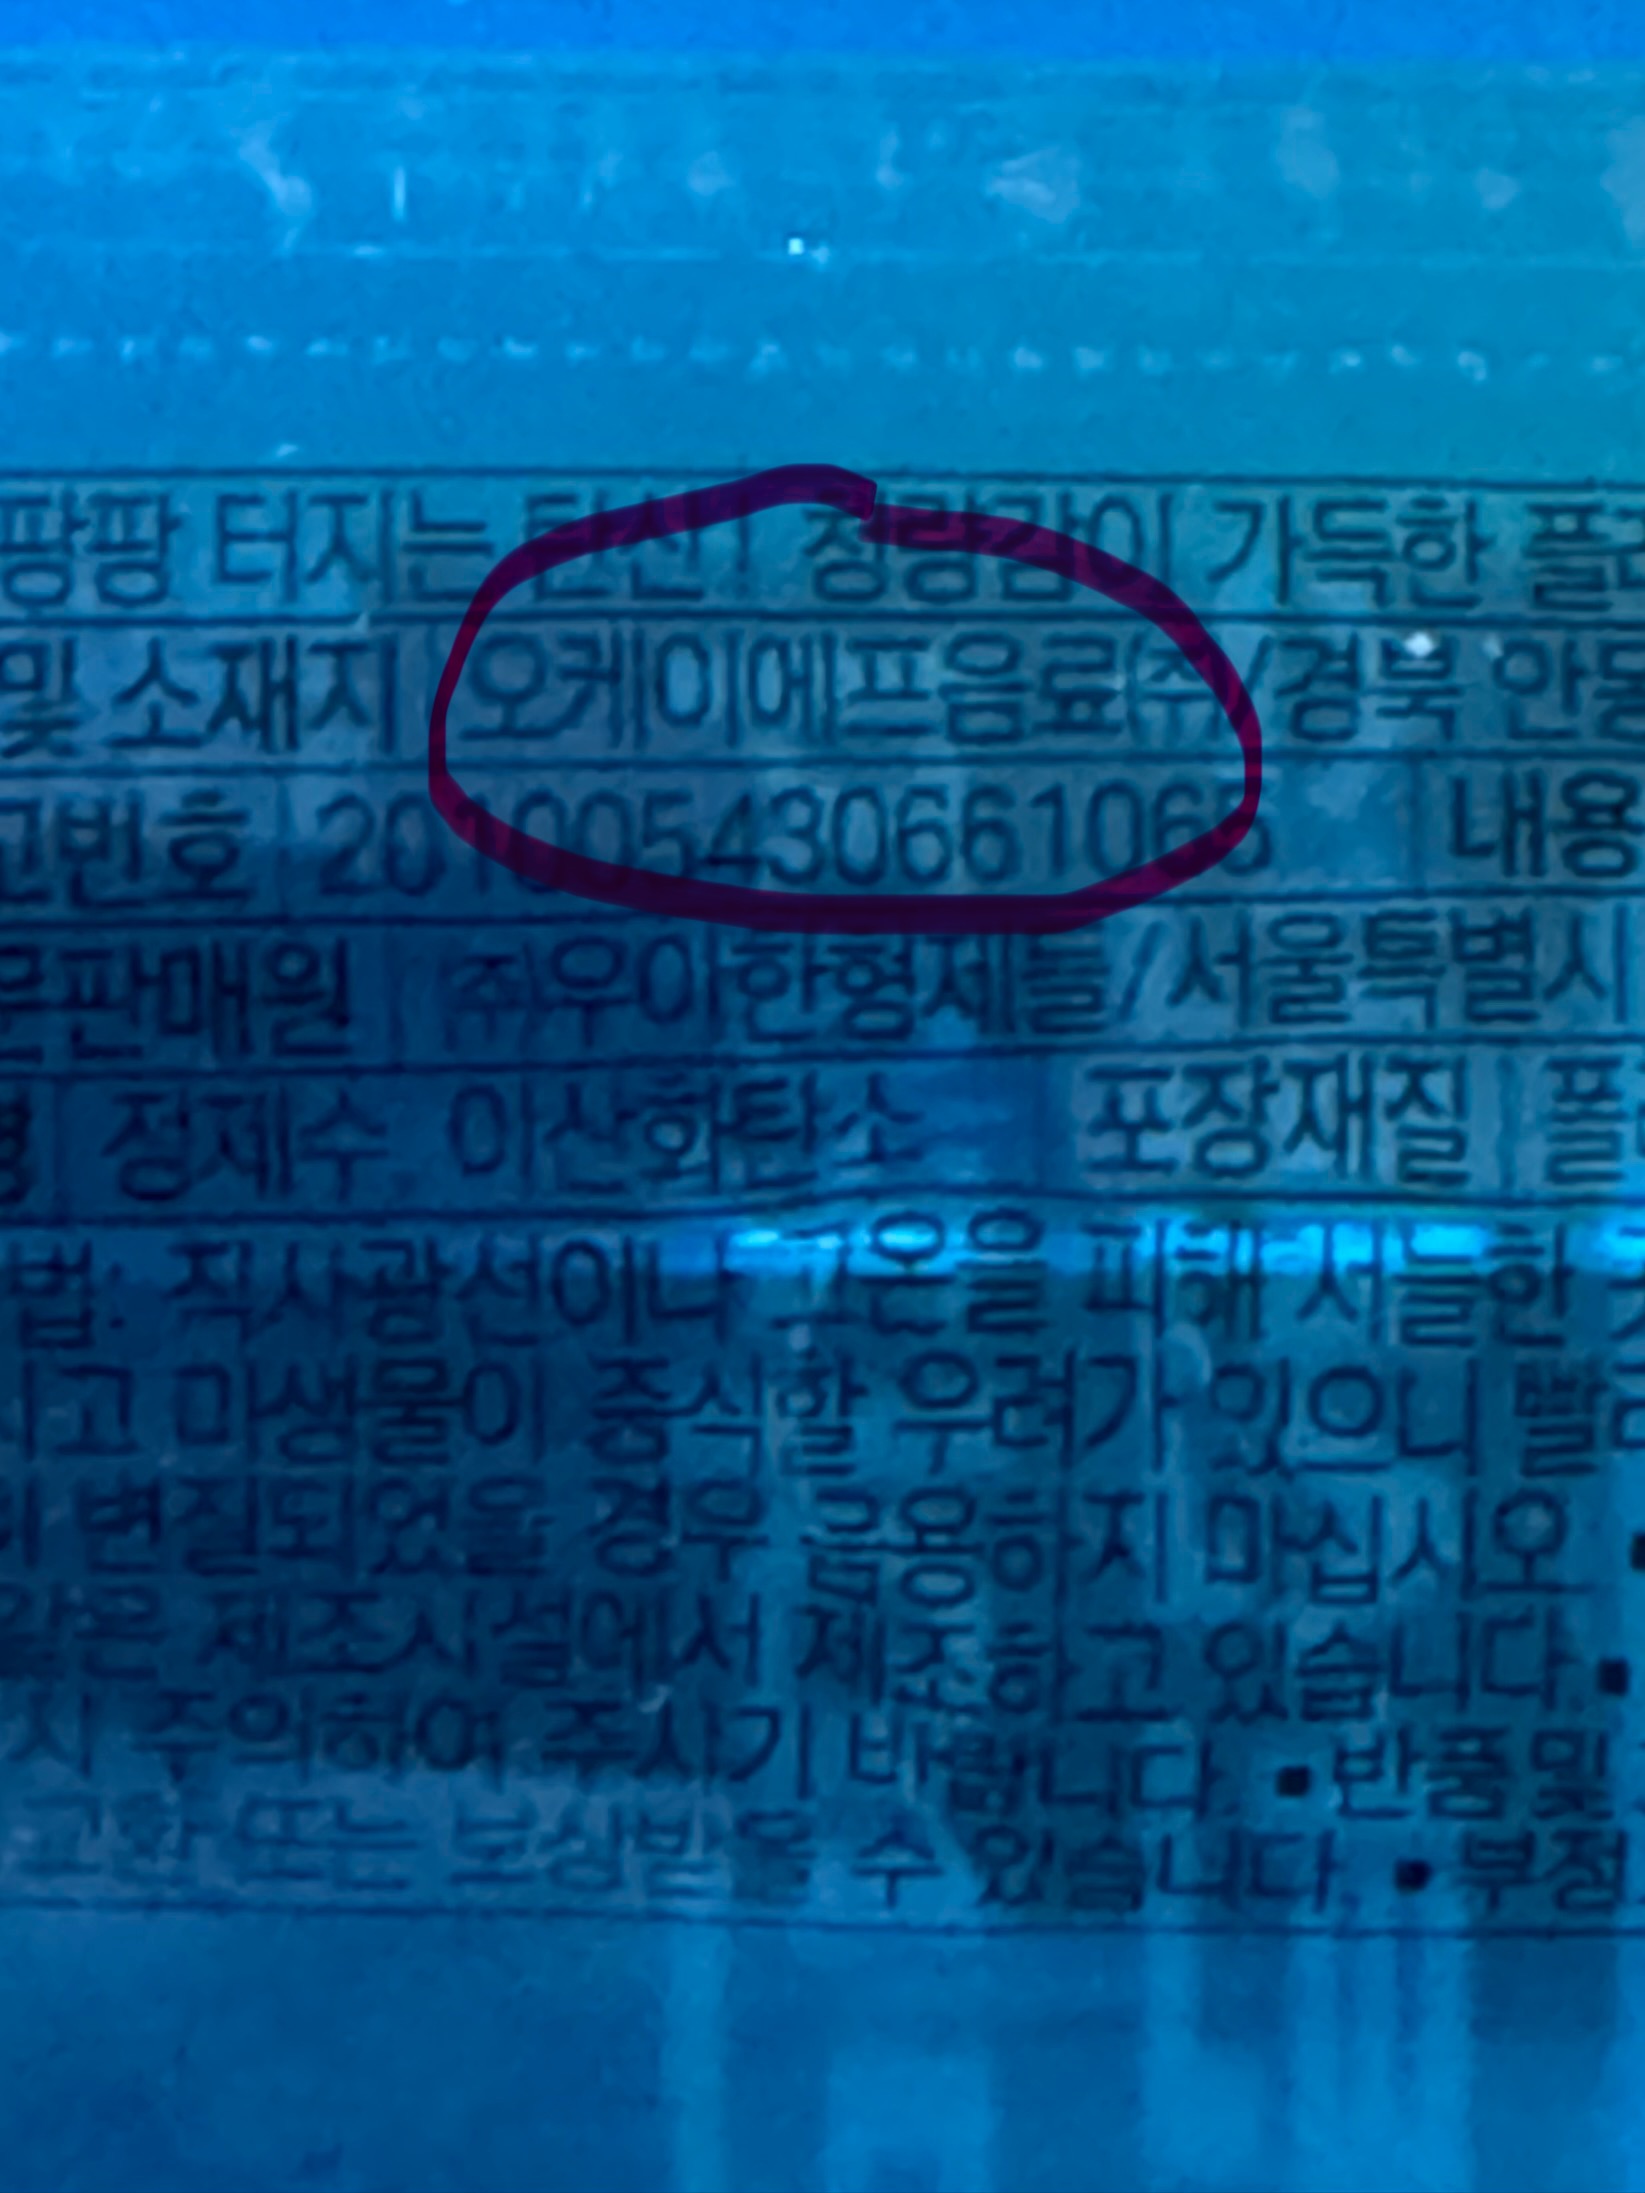 팡팡 터지는 탄산! 청량감이 가득한
및 소재지 오케이에프음료(주)/경북 안동
고번호 20100543066106 내용
판매원 ㈜우아한형제들/서울특별시
정제수 이산화탄소 포장재질 폴
법: 직사광선이나 고온을 피해 서늘한
고 미생물이 증식할 우려가 있으니 빨
변질되었을 경우 복용하지 마십시오
같은 제조시설에서 제조하고 있습니다. ▪
주의하여 주시기 바랍니다. ▪반품및
교환 또는 보상받을 수 있습니다. ▪ 부정